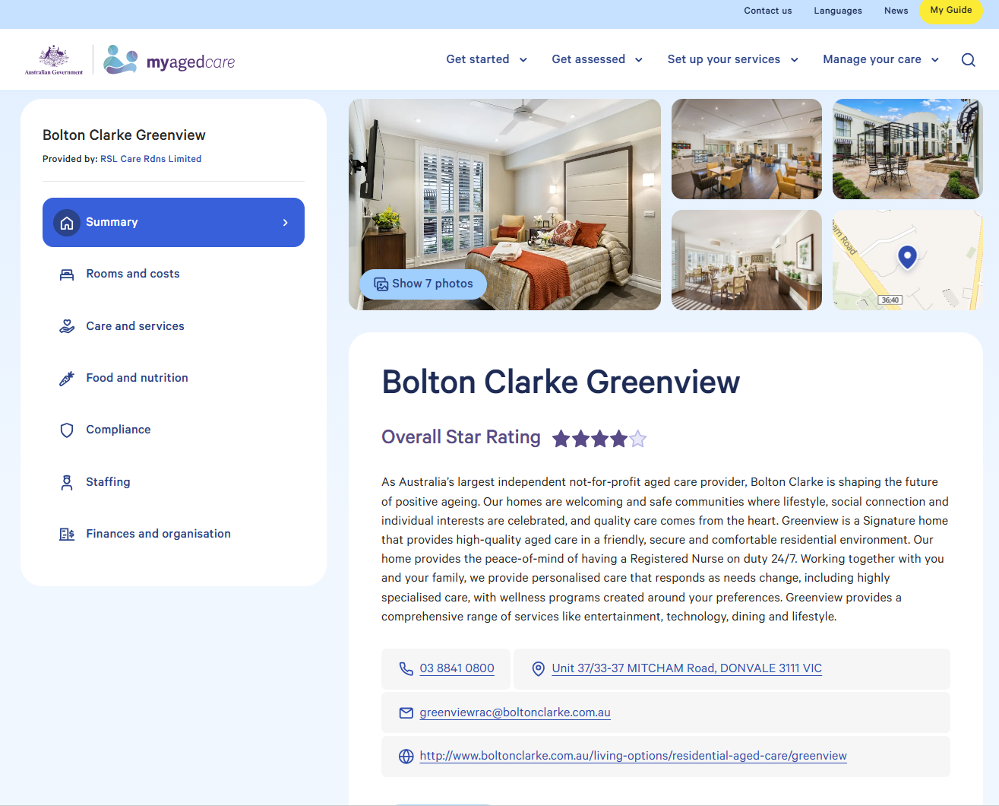 Contact us
Languages
News
My Guide
Australian Government
myagedcare
Get started
Get assessed
Set up your services
Manage your care
Bolton Clarke Greenview
Provided by: RSL Care Rdns Limited
Summary
Rooms and costs
Care and services
Food and nutrition
Compliance
Staffing
Finances and organisation
Show 7 photos
am Road
36;40
Bolton Clarke Greenview
Overall Star Rating
As Australia’s largest independent not-for-profit aged care provider, Bolton Clarke is shaping the future
of positive ageing. Our homes are welcoming and safe communities where lifestyle, social connection and
individual interests are celebrated, and quality care comes from the heart. Greenview is a Signature home
that provides high-quality aged care in a friendly, secure and comfortable residential environment. Our
home provides the peace-of-mind of having a Registered Nurse on duty 24/7. Working together with you
and your family, we provide personalised care that responds as needs change, including highly
specialised care, with wellness programs created around your preferences. Greenview provides a
comprehensive range of services like entertainment, technology, dining and lifestyle.
03 8841 0800
Unit 37/33-37 MITCHAM Road, DONVALE 3111 VIC
greenviewrac@boltonclarke.com.au
http://www.boltonclarke.com.au/living-options/residential-aged-care/greenview